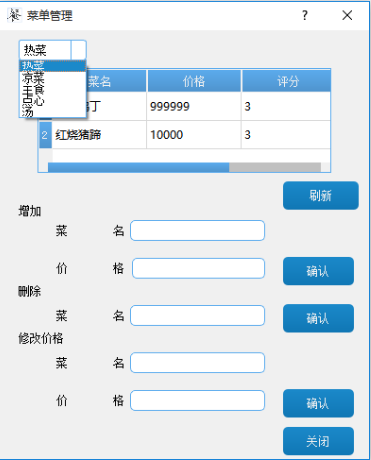 菜单管理
?
热菜
热菜
凉菜
主食
点心
汤
菜名 价格 评分
丁 999999 3
2 红烧猪蹄 10000 3
刷新
增加
菜 名
价 格
确认
删除
菜 名
确认
修改价格
菜 名
价 格
确认
关闭